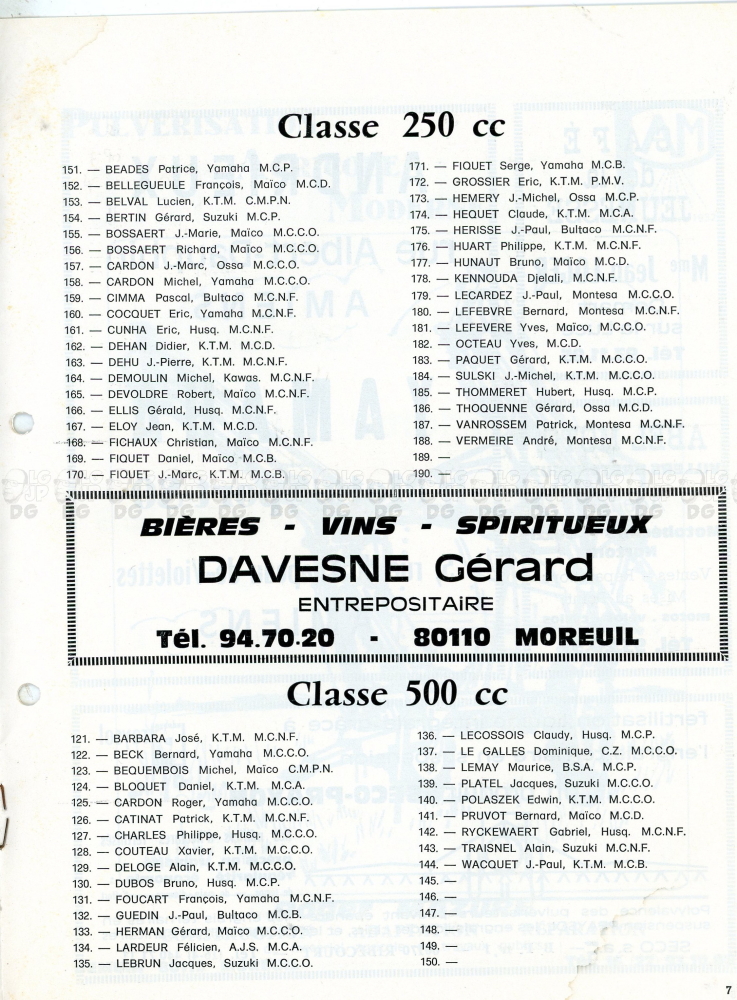 Classe 250 cc
151. — BEADES Patrice, Yamaha M.C.P.
152. — BELLEGUEULE François, Maïco M.C.D.
153. — BELVAL Lucien, K.T.M. C.M.P.N.
154. — BERTIN Gérard, Suzuki M.C.P.
155. — BOSSAERT J.-Marie, Maïco M.C.C.O.
156. — BOSSAERT Richard, Maïco M.C.C.O.
157. — CARDON J.-Marc, Ossa M.C.C.O.
158. — CARDON Michel, Yamaha M.C.C.O.
159. — CIMMA Pascal, Bultaco M.C.N.F.
160. — COCQUET Eric, Yamaha M.C.N.F.
161. — CUNHA Eric, Husq. M.C.N.F.
162. — DEHAN Didier, K.T.M. M.C.D.
163. — DEHU J.-Pierre, K.T.M. M.C.N.F.
164. — DEMOULIN Michel, Kawas. M.C.N.F.
165. — DEVOLDRE Robert, Maïco M.C.N.F.
166. — ELLIS Gérald, Husq. M.C.N.F.
167. — ELOY Jean, K.T.M. M.C.D.
168. — FICHAUX Christian, Maïco M.C.N.F.
169. — FIQUET Daniel, Maïco M.C.B.
170. — FIQUET J.-Marc, K.T.M. M.C.B.
171. — FIQUET Serge, Yamaha M.C.B.
172. — GROSSIER Eric, K.T.M. P.M.V.
173. — HEMERY J.-Michel, Ossa M.C.P.
174. — HEQUET Claude, K.T.M. M.C.A.
175. — HERISSE J.-Paul, Bultaco M.C.N.F.
176. — HUART Philippe, K.T.M. M.C.N.F.
177. — HUNAUT Bruno, Maïco M.C.D.
178. — KENNOUDA Djelali, M.C.N.F.
179. — LECARDEZ J.-Paul, Montesa M.C.C.O.
180. — LEFEBVRE Bernard, Montesa M.C.N.F.
181. — LEFEVERE Yves, Maïco, M.C.C.O.
182. — OCTEAU Yves, M.C.D.
183. — PAQUET Gérard, K.T.M. M.C.C.O.
184. — SULSKI J.-Michel, K.T.M. M.C.C.O.
185. — THOMMERET Hubert, Husq. M.C.P.
186. — THOQUENNE Gérard, Ossa M.C.D.
187. — VANROSSEM Patrick, Montesa M.C.N.F.
188. — VERMEIRE André, Montesa M.C.N.F.
189. —
190. —
BIÈRES - VINS - SPIRITUEUX
DAVESNE Gérard
ENTREPOSITAiRE
Tél. 94.70.20 - 80110 MOREUIL
Classe 500 cc
121. — BARBARA José, K.T.M. M.C.N.F.
122. — BECK Bernard, Yamaha M.C.C.O.
123. — BEQUEMBOIS Michel, Maïco C.M.P.N.
124. — BLOQUET Daniel, K.T.M. M.C.A.
125. — CARDON Roger, Yamaha M.C.C.O.
126. — CATINAT Patrick, K.T.M. M.C.N.F.
127. — CHARLES Philippe, Husq. M.C.C.O.
128. — COUTEAU Xavier, K.T.M. M.C.C.O.
129. — DELOGE Alain, K.T.M. M.C.C.O.
130. — DUBOS Bruno, Husq. M.C.P.
131. — FOUCART François, Yamaha M.C.N.F.
132. — GUEDIN J.-Paul, Bultaco M.C.B.
133. — HERMAN Gérard, Maïco M.C.C.O.
134. — LARDEUR Félicien, A.J.S. M.C.A.
135. — LEBRUN Jacques, Suzuki M.C.C.O.
136. — LECOSSOIS Claudy, Husq. M.C.P.
137. — LE GALLES Dominique, C.Z. M.C.C.O.
138. — LEMAY Maurice, B.S.A. M.C.P.
139. — PLATEL Jacques, Suzuki M.C.C.O.
140. — POLASZEK Edwin, K.T.M. M.C.C.O.
141. — PRUVOT Bernard, Maïco M.C.D.
142. — RYCKEWAERT Gabriel, Husq. M.C.N.F.
143. — TRAISNEL Alain, Suzuki M.C.N.F.
144. — WACQUET J.-Paul, K.T.M. M.C.B.
145. —
146. —
147. —
148. —
149. —
150. —
7